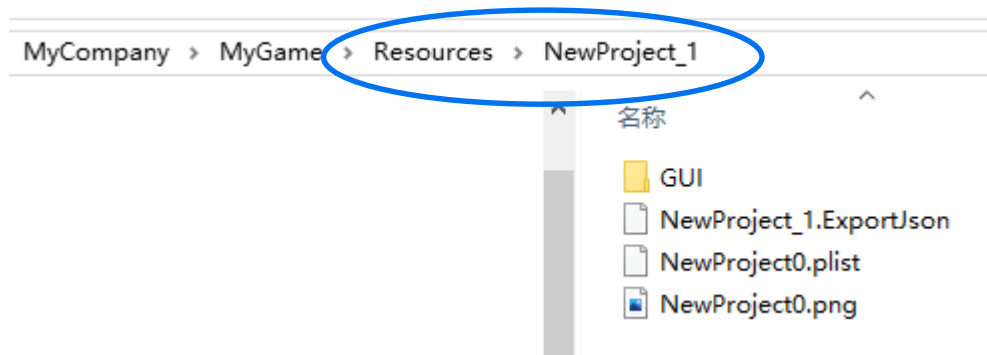 MyCompany > MyGame > Resources > NewProject_1
名称
GUI
NewProject_1.ExportJson
NewProject0.plist
NewProject0.png